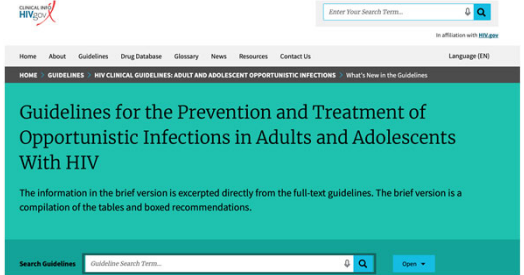 CLINICAL INFO
HIV.gov
Enter Your Search Term...
In affiliation with HIV.gov
Home About Guidelines Drug Database Glossary News Resources Contact Us Language (EN)
HOME > GUIDELINES > HIV CLINICAL GUIDELINES: ADULT AND ADOLESCENT OPPORTUNISTIC INFECTIONS > What's New in the Guidelines
Guidelines for the Prevention and Treatment of
Opportunistic Infections in Adults and Adolescents
With HIV
The information in the brief version is excerpted directly from the full-text guidelines. The brief version is a
compilation of the tables and boxed recommendations.
Search Guidelines Guideline Search Term... Open